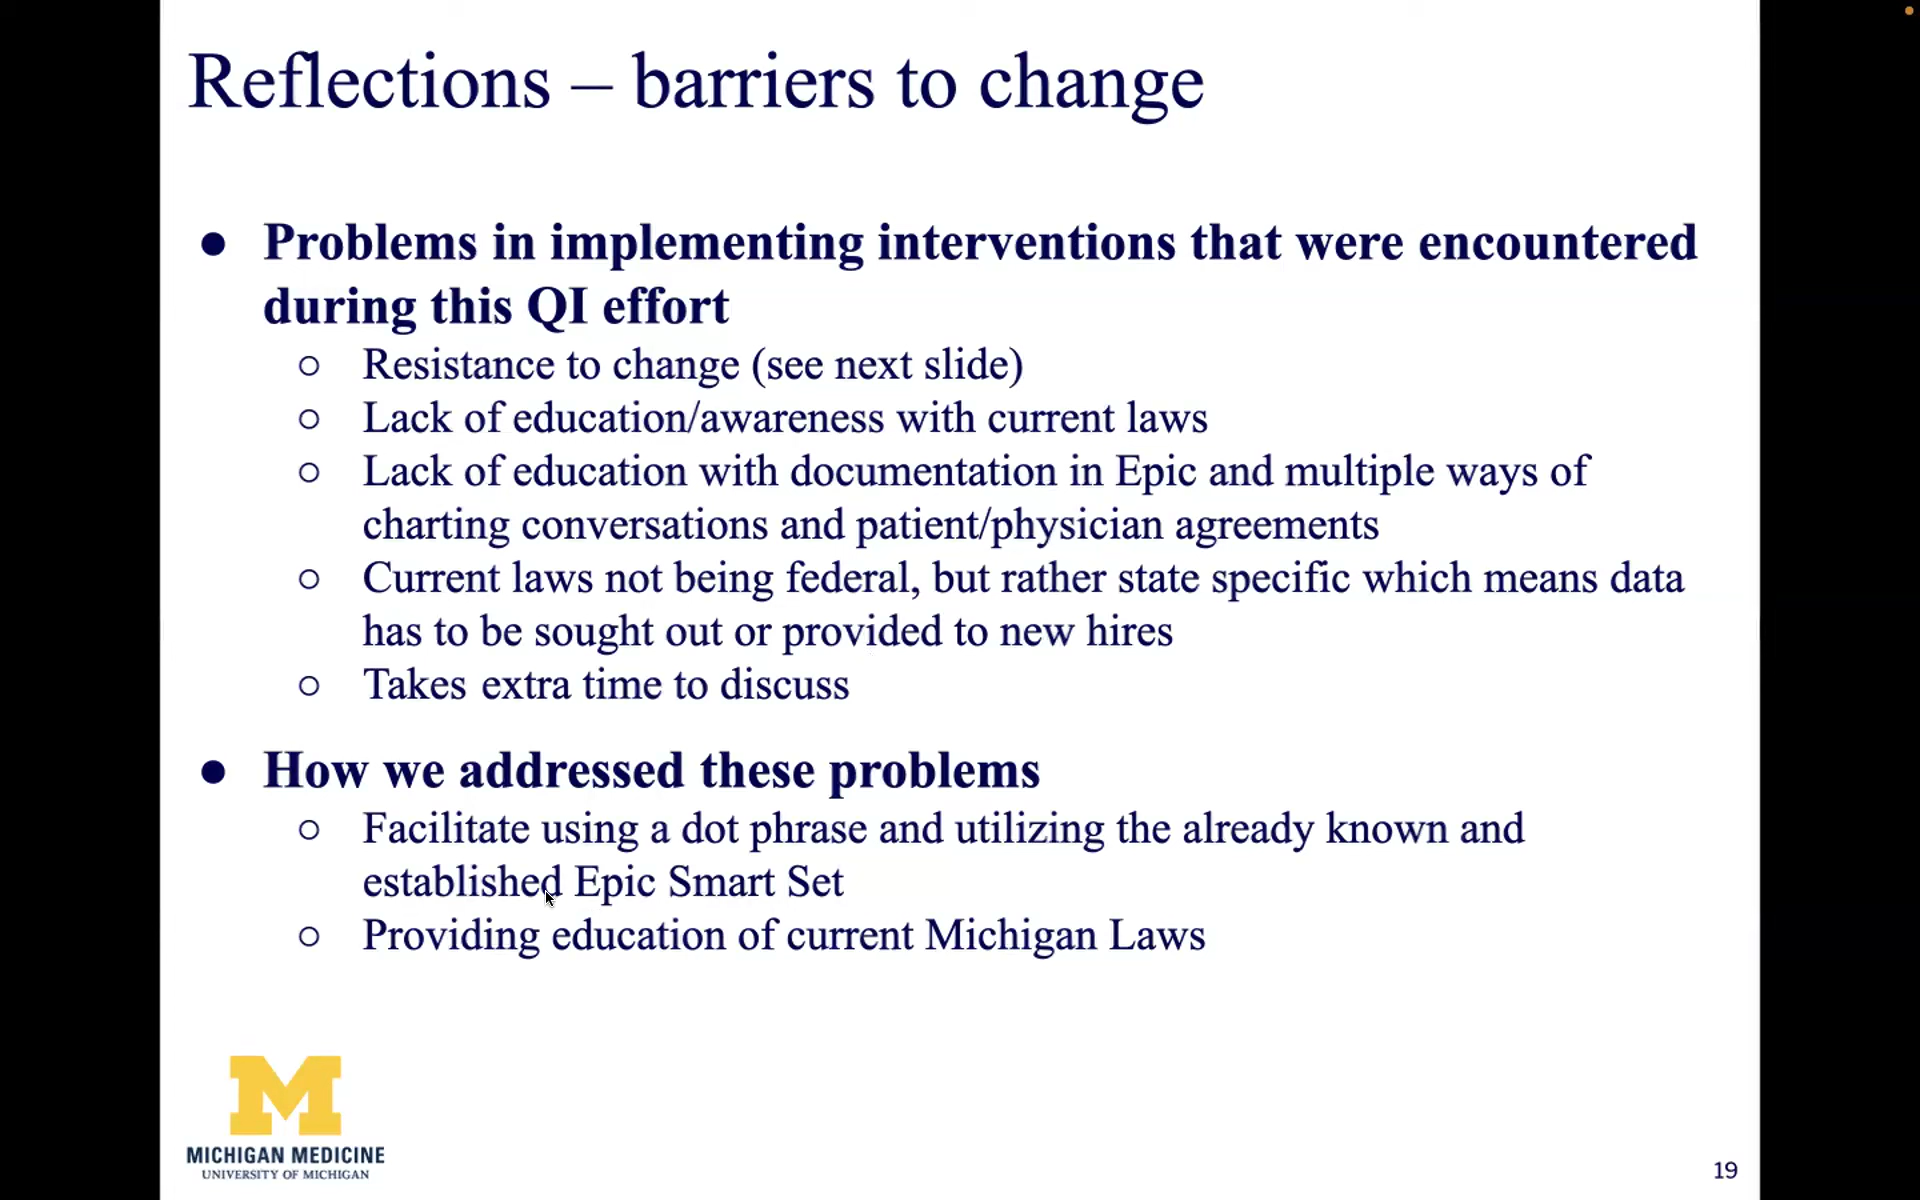 Reflections – barriers to change
● Problems in implementing interventions that were encountered
during this QI effort
○ Resistance to change (see next slide)
○ Lack of education/awareness with current laws
○ Lack of education with documentation in Epic and multiple ways of
charting conversations and patient/physician agreements
○ Current laws not being federal, but rather state specific which means data
has to be sought out or provided to new hires
○ Takes extra time to discuss
● How we addressed these problems
○ Facilitate using a dot phrase and utilizing the already known and
established Epic Smart Set
○ Providing education of current Michigan Laws
M
MICHIGAN MEDICINE
UNIVERSITY OF MICHIGAN
19